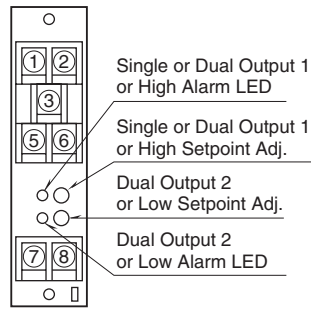 1 2
3
5 6
7 8
Single or Dual Output 1
or High Alarm LED
Single or Dual Output 1
or High Setpoint Adj.
Dual Output 2
or Low Setpoint Adj.
Dual Output 2
or Low Alarm LED